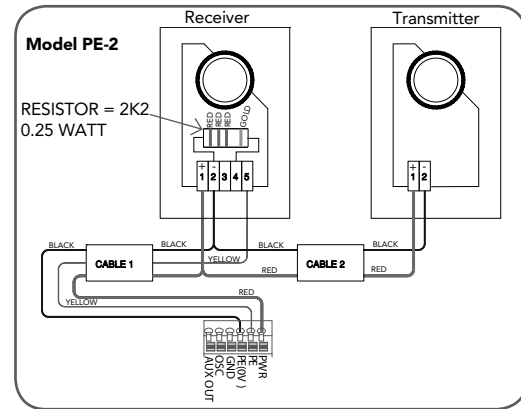 Receiver
Transmitter
Model PE-2
RESISTOR = 2K2
0.25 WATT
RED
RED
RED
GOLD
+ -
1 2 3 4 5
+ -
1 2
BLACK
BLACK
BLACK
BLACK
CABLE 1
YELLOW
RED
CABLE 2
RED
RED
YELLOW
AUX OUT
OSC
GND
PE(0V)
PE
PWR